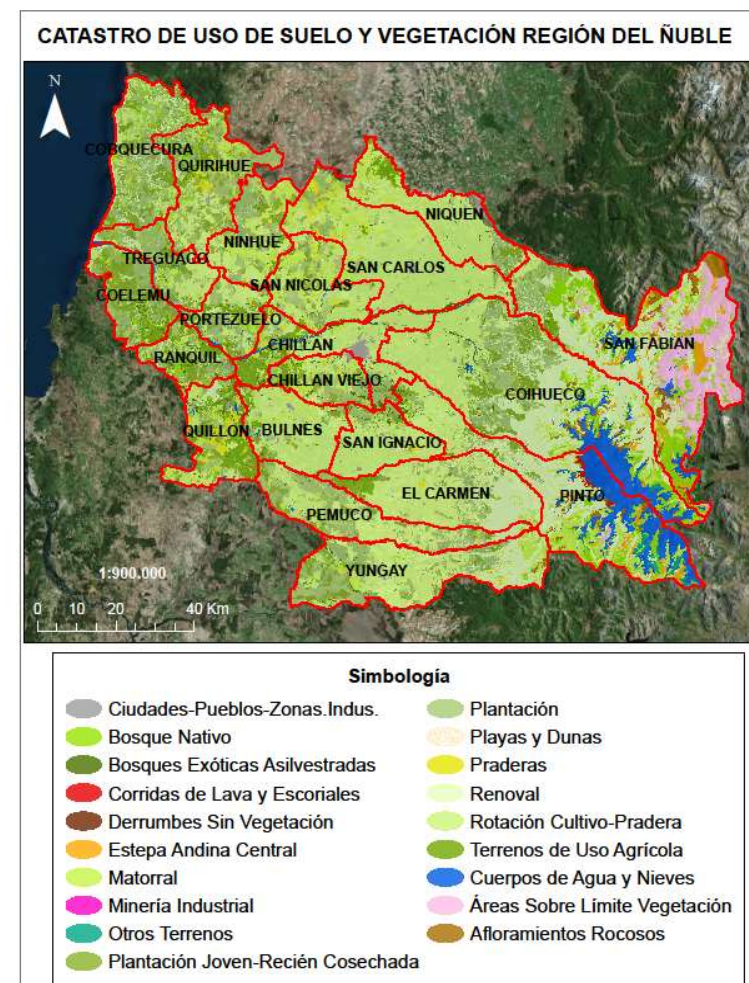 CATASTRO DE USO DE SUELO Y VEGETACIÓN REGIÓN DEL ÑUBLE
N
COBQUECURA
QUIRIHUE
NIQUEN
NINHUE
TREGUACO
SAN CARLOS
SAN NICOLAS
COELEMU
PORTEZUELO
CHILLAN
SAN FABIAN
RANQUIL
CHILLAN VIEJO
COIHUECO
QUILLON
BULNES
SAN IGNACIO
EL CARMEN
PINTO
PEMUCO
YUNGAY
1:900.000
0 10 20 40 Km
Simbología
Ciudades-Pueblos-Zonas.Indus.
Bosque Nativo
Bosques Exóticas Asilvestradas
Corridas de Lava y Escoriales
Derrumbes Sin Vegetación
Estepa Andina Central
Matorral
Minería Industrial
Otros Terrenos
Plantación Joven-Recién Cosechada
Plantación
Playas y Dunas
Praderas
Renoval
Rotación Cultivo-Pradera
Terrenos de Uso Agrícola
Cuerpos de Agua y Nieves
Áreas Sobre Límite Vegetación
Afloramientos Rocosos